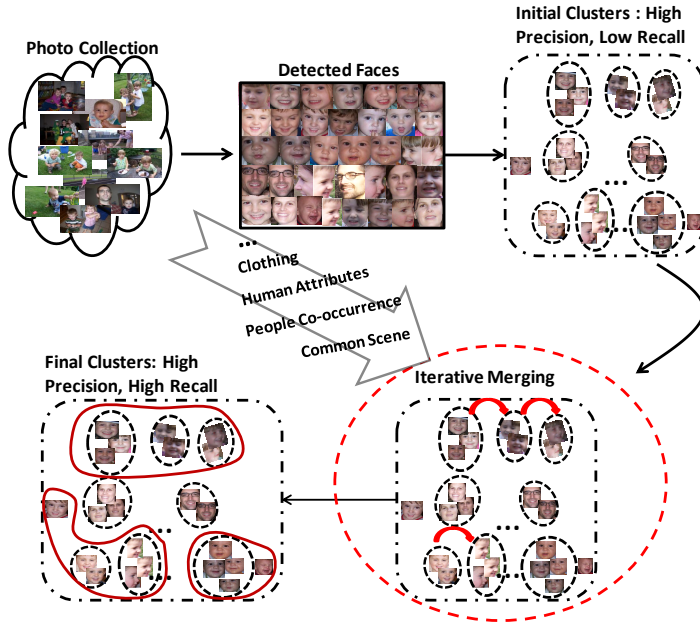 Photo Collection
Detected Faces
Initial Clusters : High
Precision, Low Recall
...
...
...
Clothing
Human Attributes
People Co-occurrence
Common Scene
Iterative Merging
...
...
Final Clusters: High
Precision, High Recall
...
...